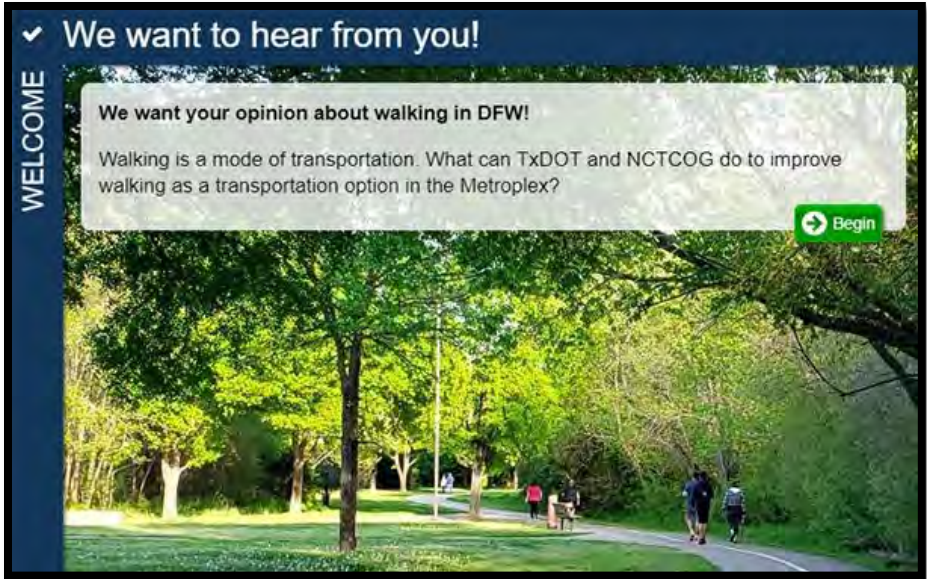 We want to hear from you!
WELCOME
We want your opinion about walking in DFW!
Walking is a mode of transportation. What can TxDOT and NCTCOG do to improve
walking as a transportation option in the Metroplex?
Begin